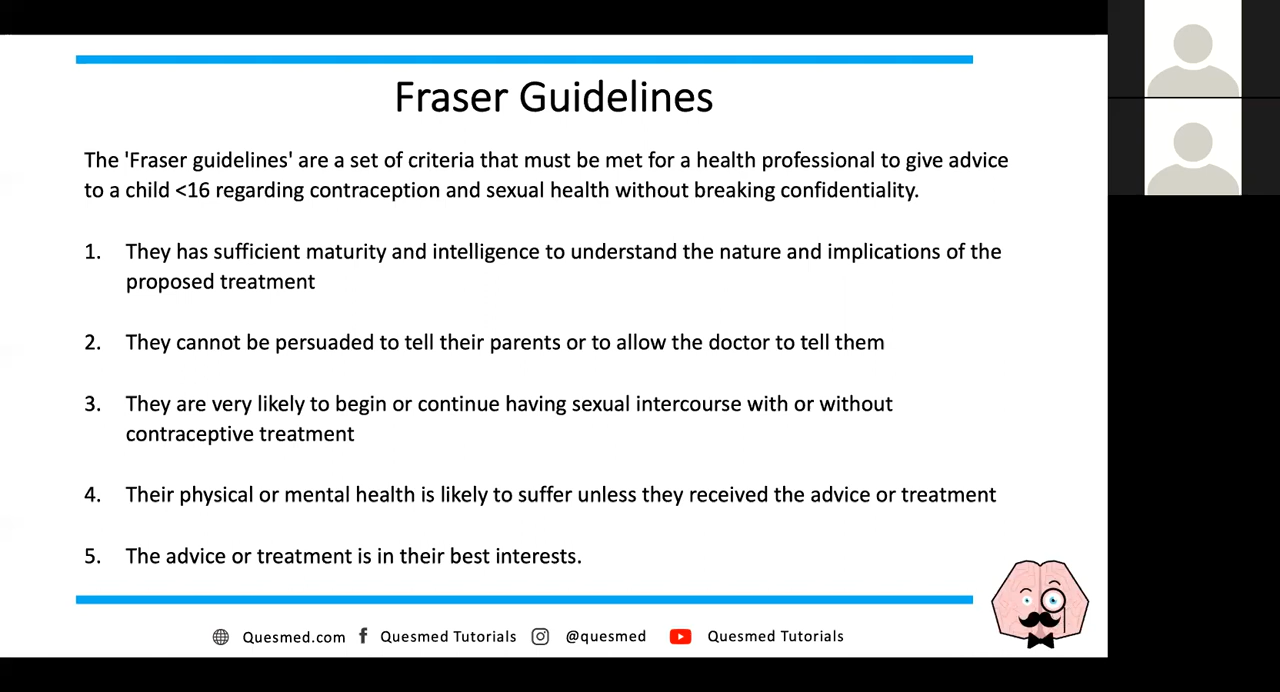 Fraser Guidelines
The 'Fraser guidelines' are a set of criteria that must be met for a health professional to give advice
to a child <16 regarding contraception and sexual health without breaking confidentiality.
1. They has sufficient maturity and intelligence to understand the nature and implications of the
proposed treatment
2. They cannot be persuaded to tell their parents or to allow the doctor to tell them
3. They are very likely to begin or continue having sexual intercourse with or without
contraceptive treatment
4. Their physical or mental health is likely to suffer unless they received the advice or treatment
5. The advice or treatment is in their best interests.
Quesmed.com f Quesmed Tutorials @quesmed Quesmed Tutorials